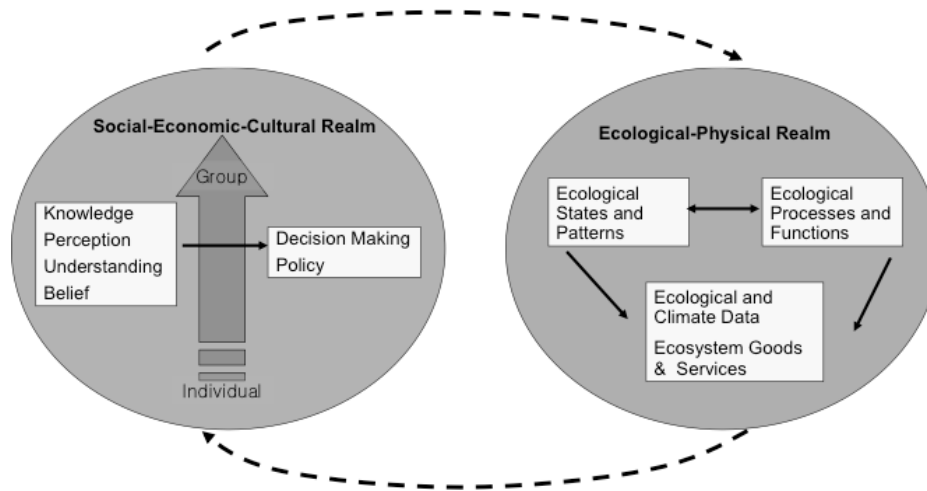 Social-Economic-Cultural Realm
Group
Knowledge
Perception
Understanding
Belief
Decision Making
Policy
Individual
Ecological-Physical Realm
Ecological
States and
Patterns
Ecological
Processes and
Functions
Ecological and
Climate Data
Ecosystem Goods
& Services